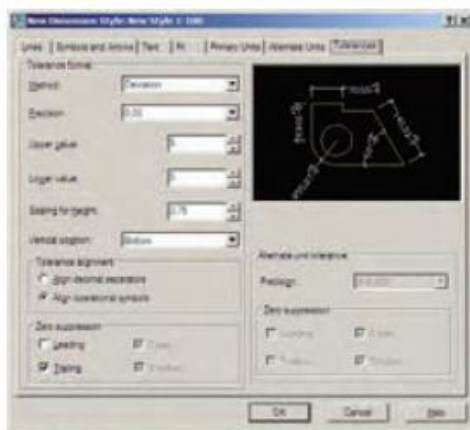 New Dimension Style: New Style 1-100
Lines Symbols and Arrows Text Fit Primary Units Alternate Units Tolerances
Tolerance format
Method: Deviation
Precision: 0.00
Upper value:
Lower value:
Scaling for height: 0.75
Vertical position: Bottom
Tolerance alignment
Align decimal separators
Align operational symbols
Zero suppression
Leading
Trailing
Alternate unit tolerance
Precision:
Zero suppression
Leading
OK Cancel Help